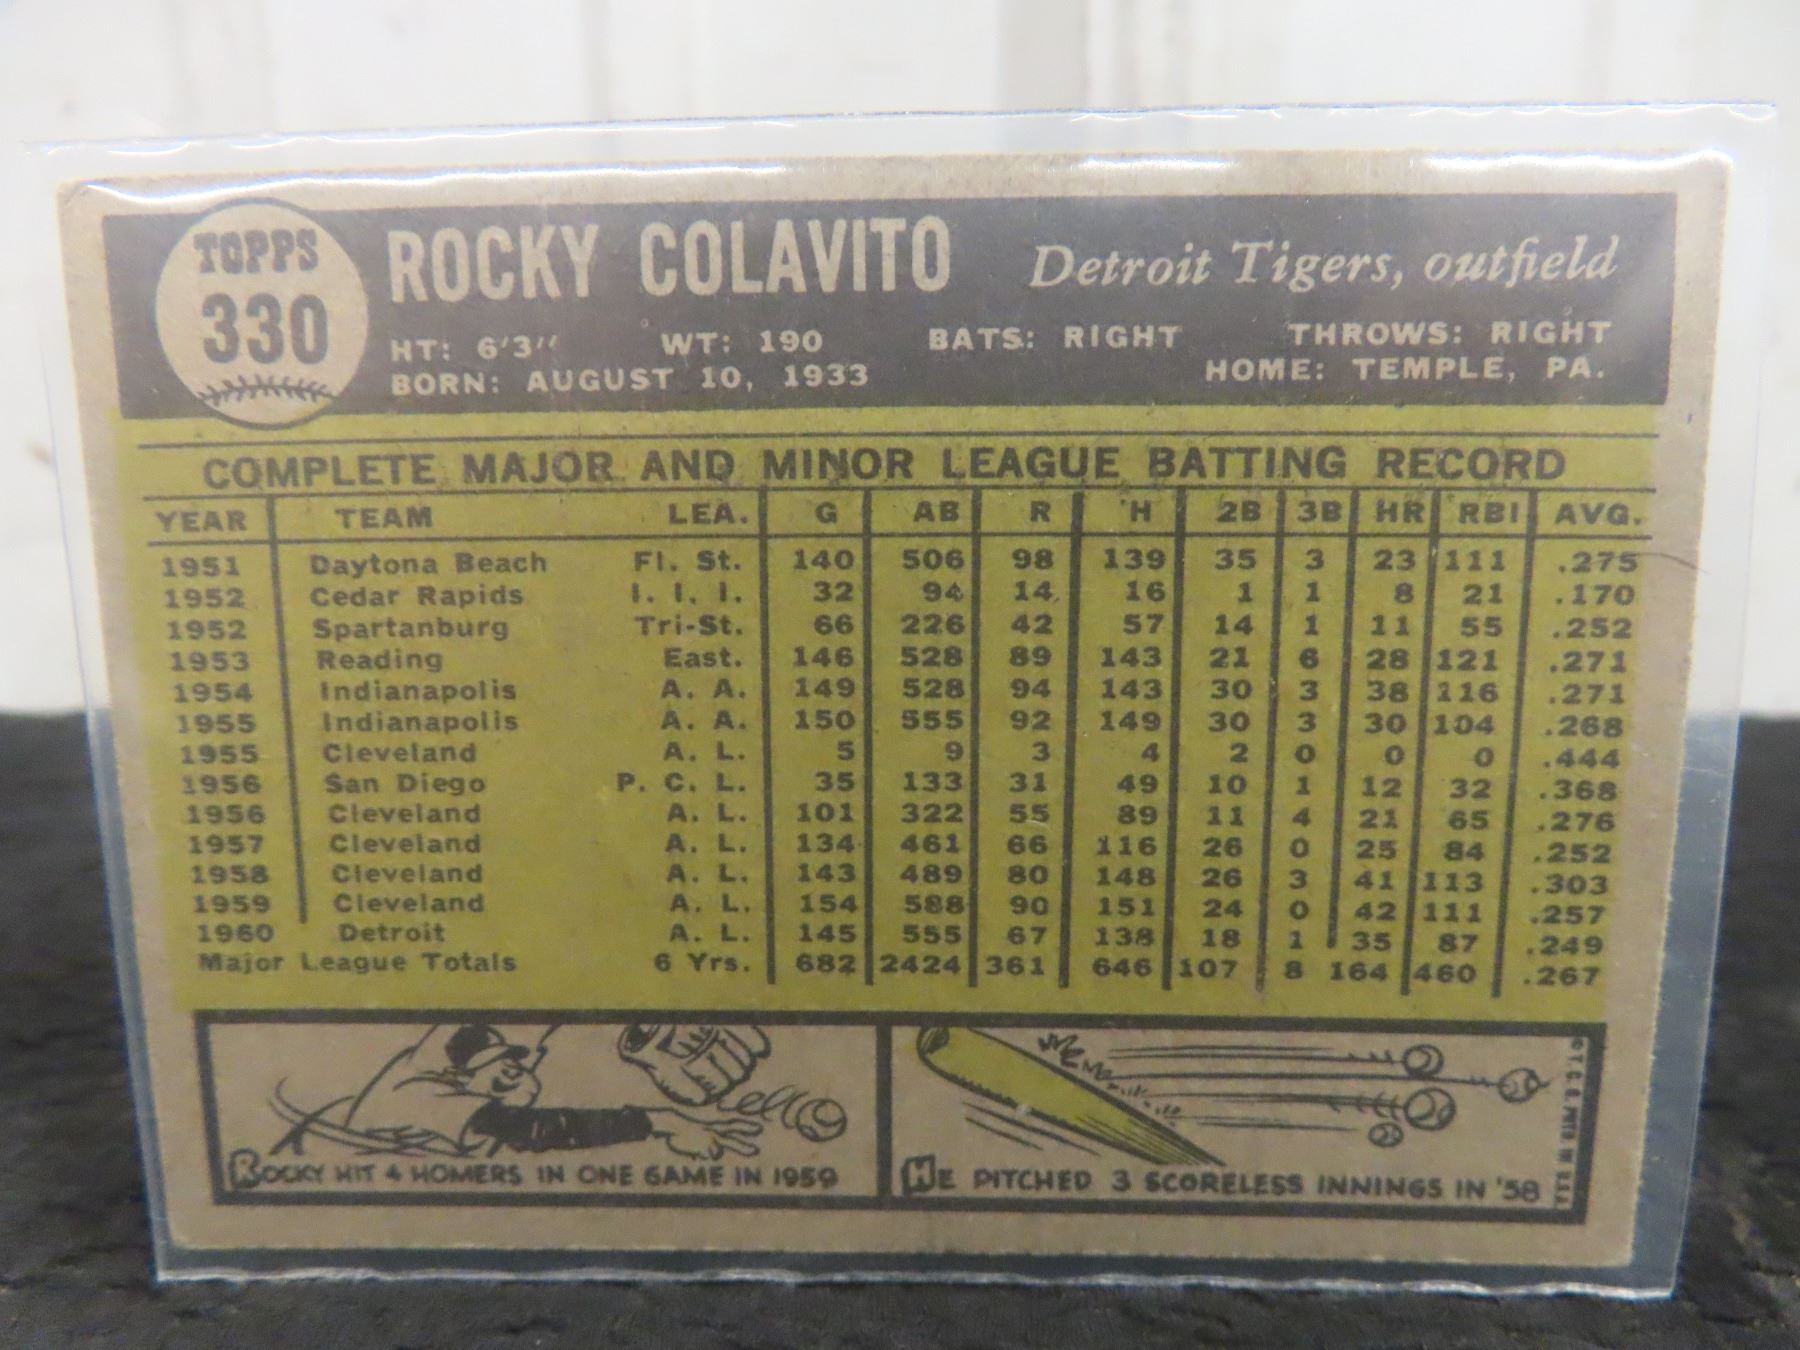 TOPPS
330
ROCKY COLAVITO Detroit Tigers, outfield
HT: 6'3" WT: 190 BATS: RIGHT THROWS: RIGHT
BORN: AUGUST 10, 1933 HOME: TEMPLE, PA.
COMPLETE MAJOR AND MINOR LEAGUE BATTING RECORD
YEAR TEAM LEA. G AB R H 2B 3B HR RBI AVG.
1951 Daytona Beach Fl. St. 140 506 98 139 35 3 23 111 .275
1952 Cedar Rapids I. I. I. 32 94 14 16 1 1 8 21 .170
1952 Spartanburg Tri-St. 66 226 42 57 14 1 11 55 .252
1953 Reading East. 146 528 89 143 21 6 28 121 .271
1954 Indianapolis A. A. 149 528 94 143 30 3 38 116 .271
1955 Indianapolis A. A. 150 555 92 149 30 3 30 104 .268
1955 Cleveland A. L. 5 9 3 4 2 0 0 0 .444
1956 San Diego P. C. L. 35 133 31 49 10 1 12 32 .368
1956 Cleveland A. L. 101 322 55 89 11 4 21 65 .276
1957 Cleveland A. L. 134 461 66 116 26 0 25 84 .252
1958 Cleveland A. L. 143 489 80 148 26 3 41 113 .303
1959 Cleveland A. L. 154 588 90 151 24 0 42 111 .257
1960 Detroit A. L. 145 555 67 138 18 1 35 87 .249
Major League Totals 6 Yrs. 682 2424 361 646 107 8 164 460 .267
ROCKY HIT 4 HOMERS IN ONE GAME IN 1959
HE PITCHED 3 SCORELESS INNINGS IN '58
© T.C.G. PRTD IN U.S.A.